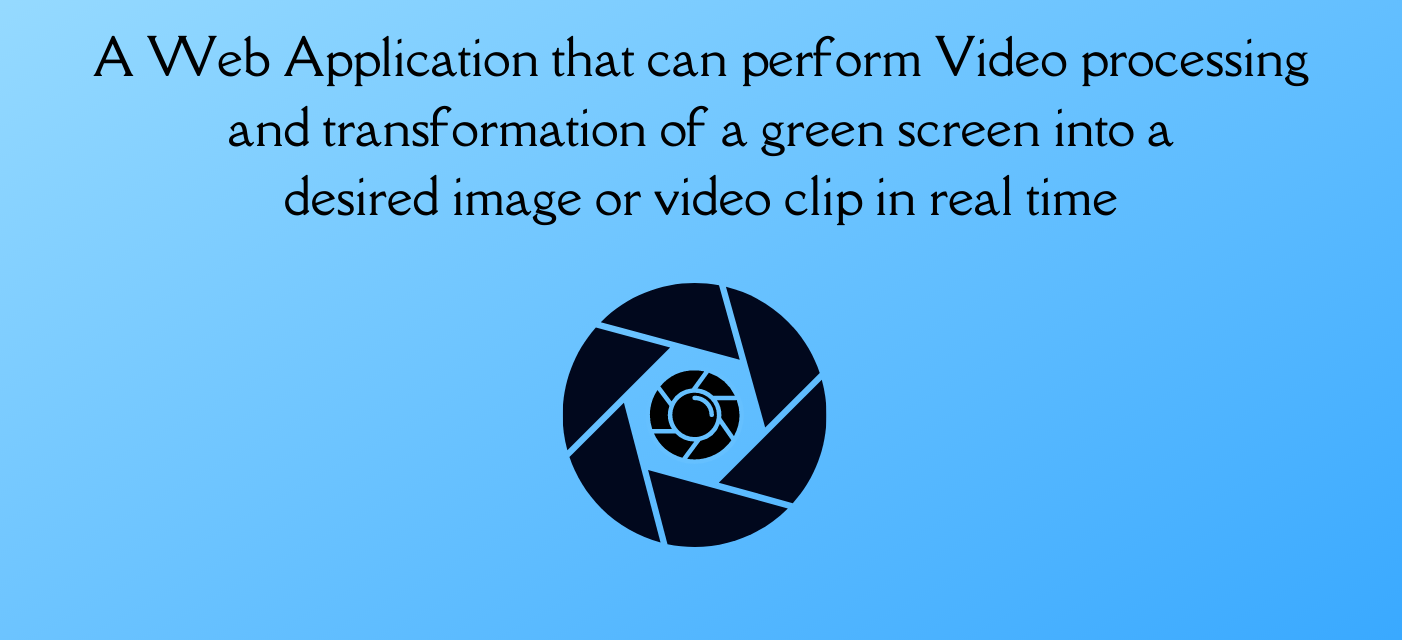 A Web Application that can perform Video processing
and transformation of a green screen into a
desired image or video clip in real time